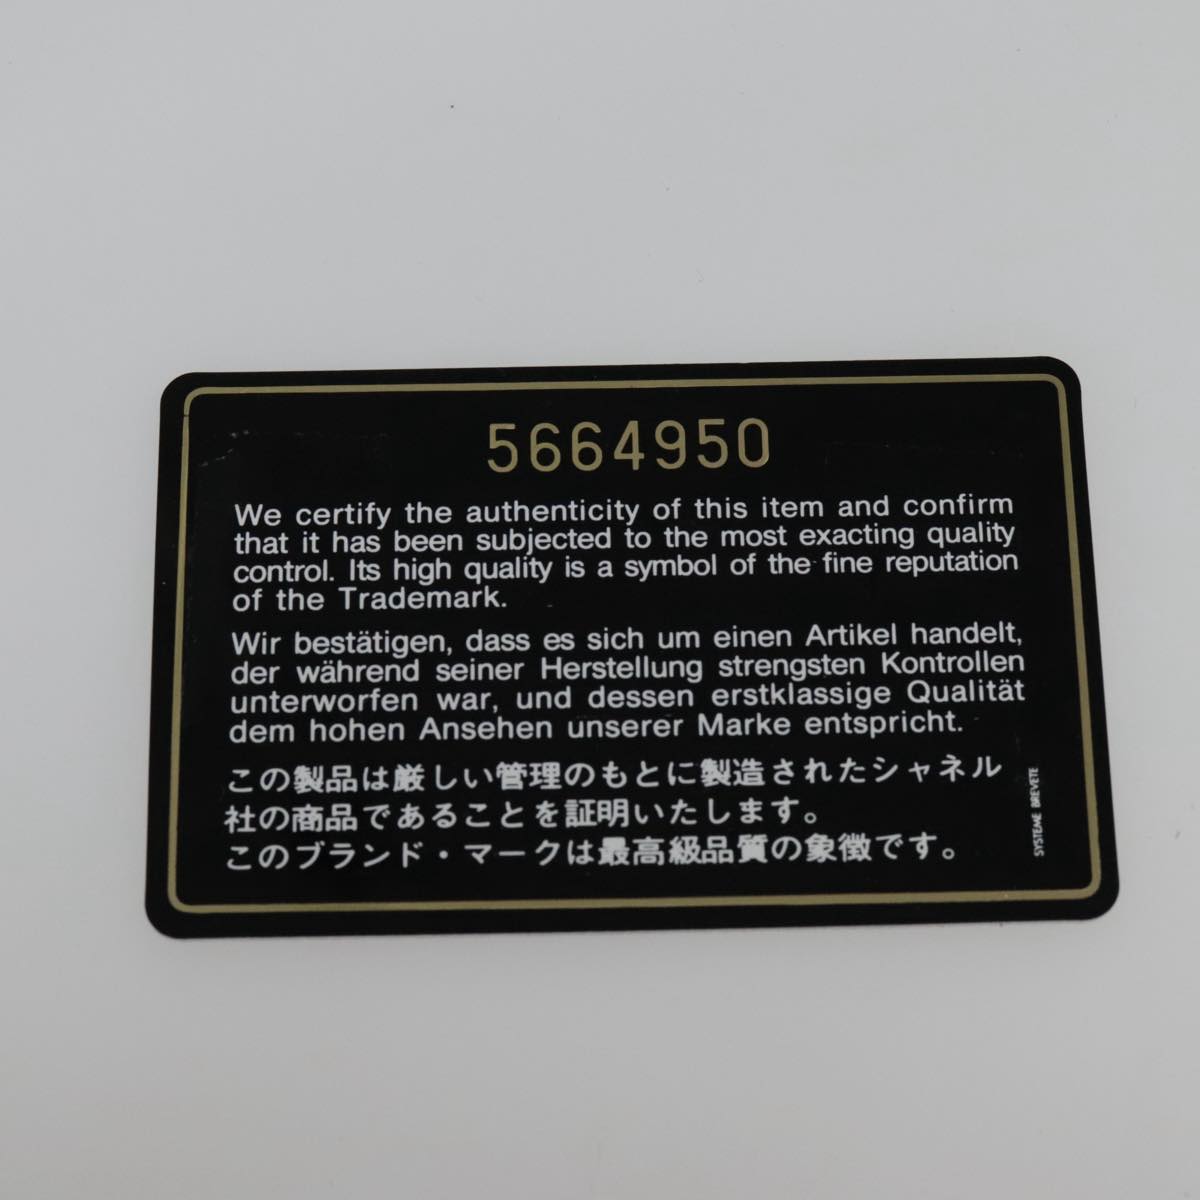 5664950
We certify the authenticity of this item and confirm
that it has been subjected to the most exacting quality
control. Its high quality is a symbol of the fine reputation
of the Trademark.
Wir bestätigen, dass es sich um einen Artikel handelt,
der während seiner Herstellung strengsten Kontrollen
unterworfen war, und dessen erstklassige Qualität
dem hohen Ansehen unserer Marke entspricht.
この製品は厳しい管理のもとに製造されたシャネル
社の商品であることを証明いたします。
このブランド・マークは最高級品質の象徴です。
SYSTEME BREVETE